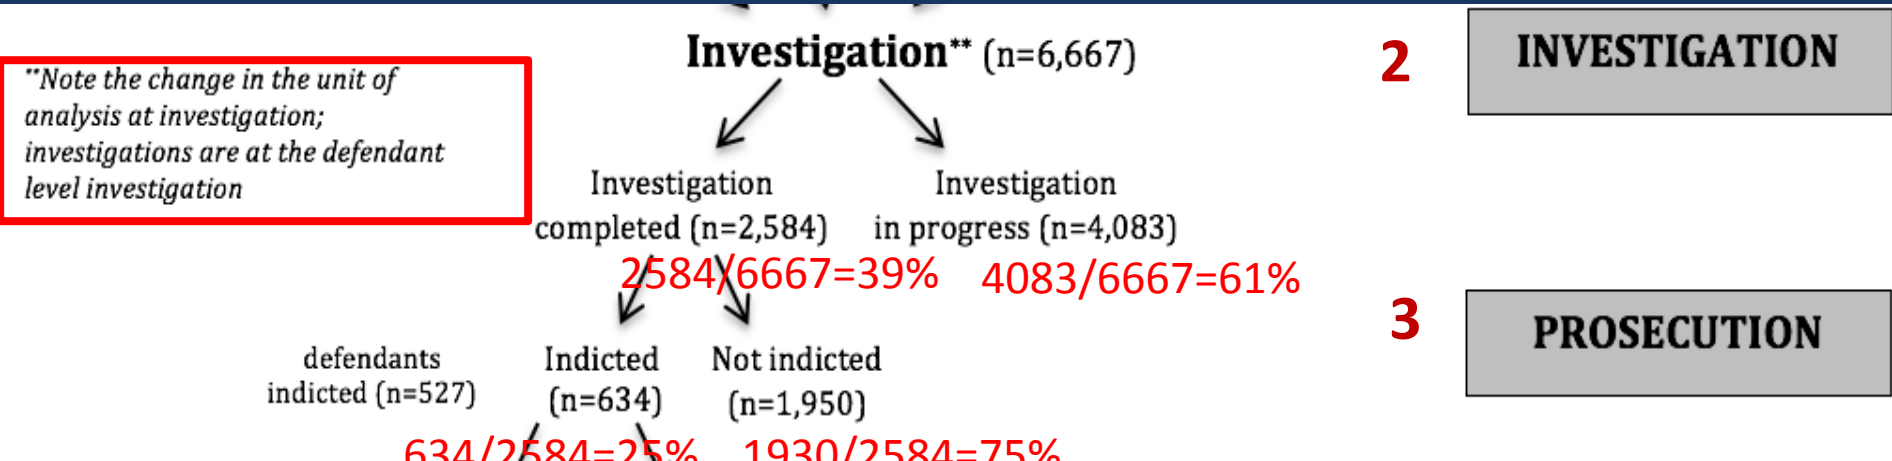 Investigation** (n=6,667)
2
INVESTIGATION
**Note the change in the unit of
analysis at investigation;
investigations are at the defendant
level investigation
Investigation
completed (n=2,584)
Investigation
in progress (n=4,083)
2584/6667=39%
4083/6667=61%
3
PROSECUTION
defendants
indicted (n=527)
Indicted
(n=634)
Not indicted
(n=1,950)
634/2584=25%
1930/2584=75%